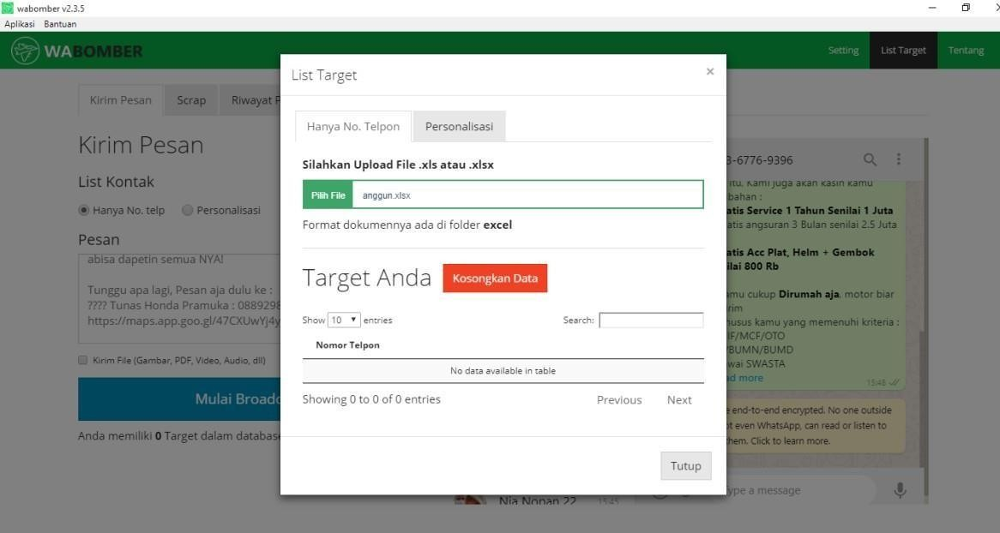 wabomber v2.3.5
Aplikasi Bantuan
WABOMBER
Setting List Target Tentang
Kirim Pesan Scrap Riwayat
Kirim Pesan
List Kontak
Hanya No. telp Personalisasi
Pesan
abisa dapetin semua NYA!
Tunggu apa lagi, Pesan aja dulu ke :
???? Tunas Honda Pramuka : 0889298
https://maps.app.goo.gl/47CXUwYj4y
Kirim File (Gambar, PDF, Video, Audio, dll)
Mulai Broadc
Anda memiliki 0 Target dalam database
List Target
×
Hanya No. Telpon Personalisasi
Silahkan Upload File .xls atau .xlsx
Pilih File anggun.xlsx
Format dokumennya ada di folder excel
Target Anda Kosongkan Data
Show 10 entries Search:
Nomor Telpon
No data available in table
Showing 0 to 0 of 0 entries Previous Next
Tutup
3-6776-9396
itu. Kami juga akan kasih kamu
bahan :
atis Service 1 Tahun Senilai 1 Juta
atis angsuran 3 Bulan senilai 2.5 Juta
atis Acc Plat, Helm + Gembok
ilai 800 Rb
amu cukup Dirumah aja, motor biar
rim
husus kamu yang memenuhi kriteria :
IF/MCF/OTO
/BUMN/BUMD
wai SWASTA
ad more 15:48
e end-to-end encrypted. No one outside
ot even WhatsApp, can read or listen to
them. Click to learn more.
Type a message
Nia Nopan 22 15:45